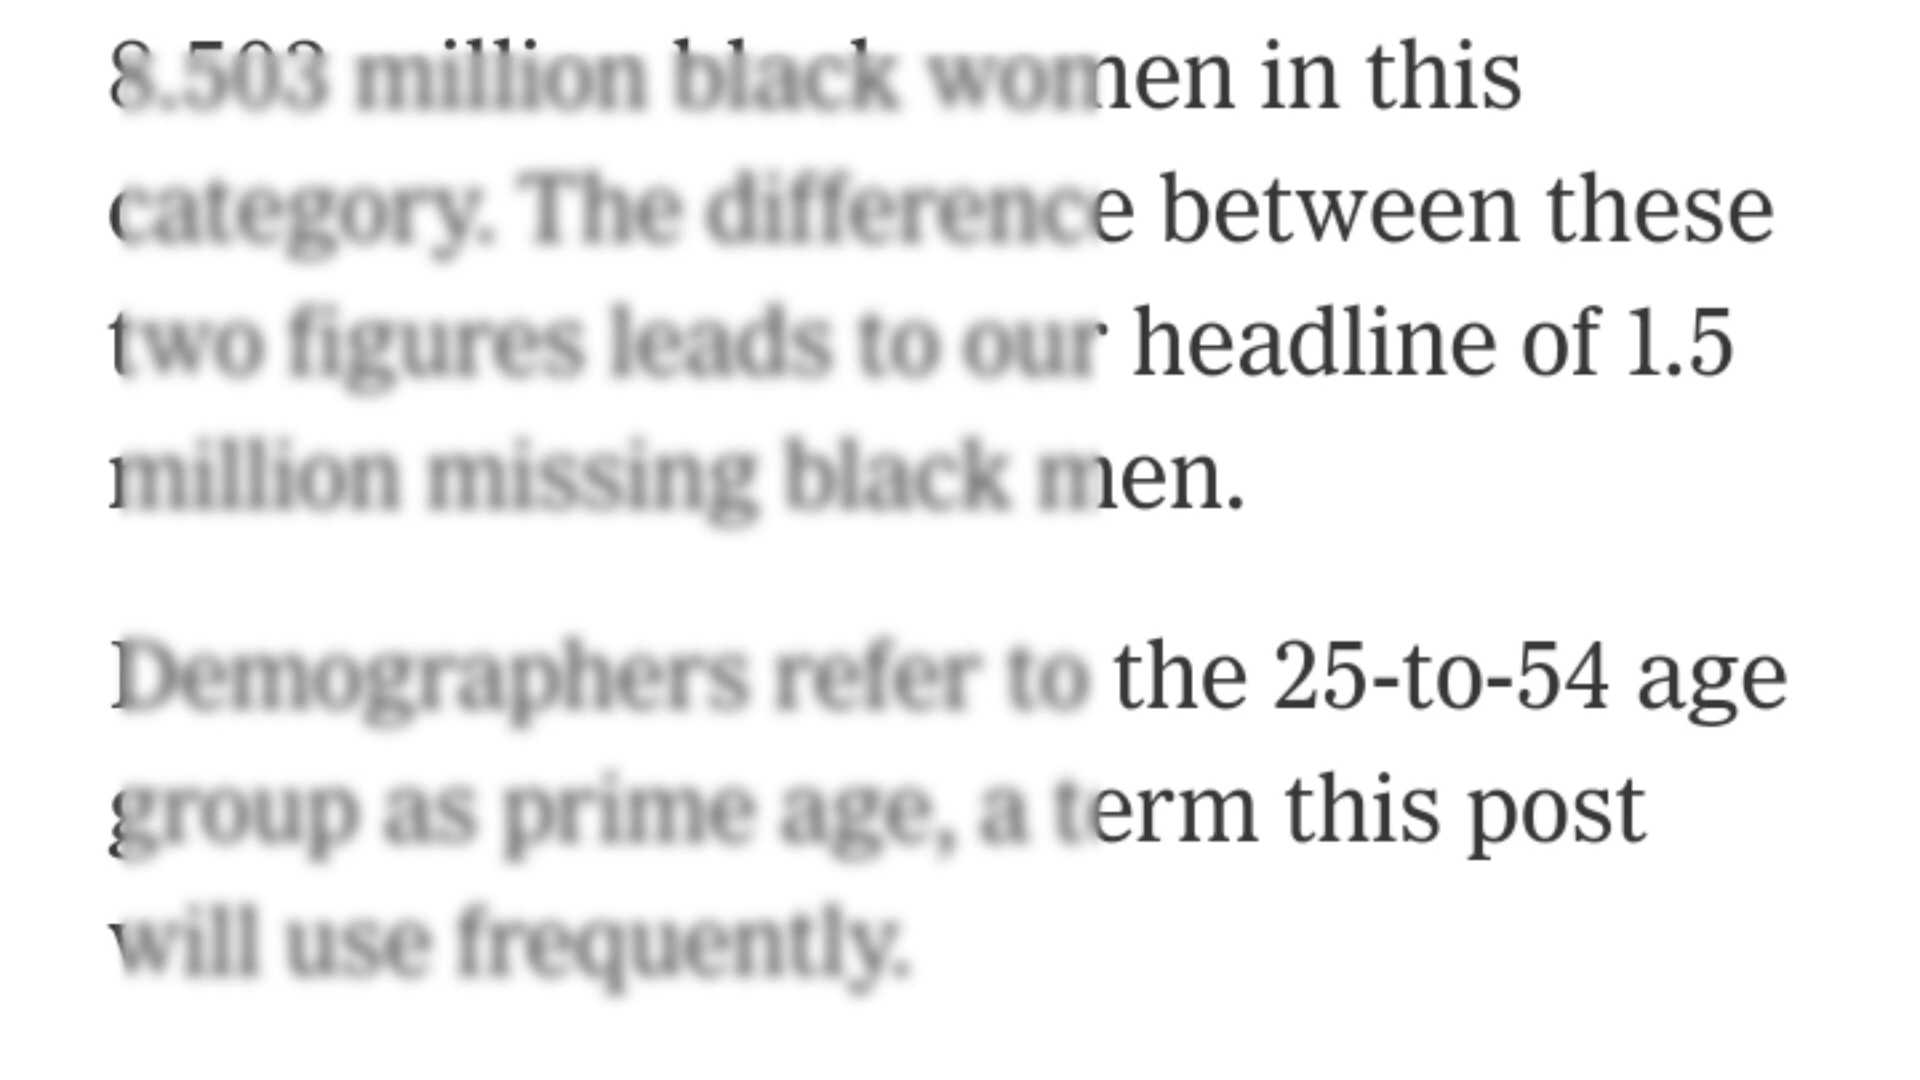 8.503 million black women in this
category. The difference between these
two figures leads to our headline of 1.5
million missing black men.
Demographers refer to the 25-to-54 age
group as prime age, a term this post
will use frequently.